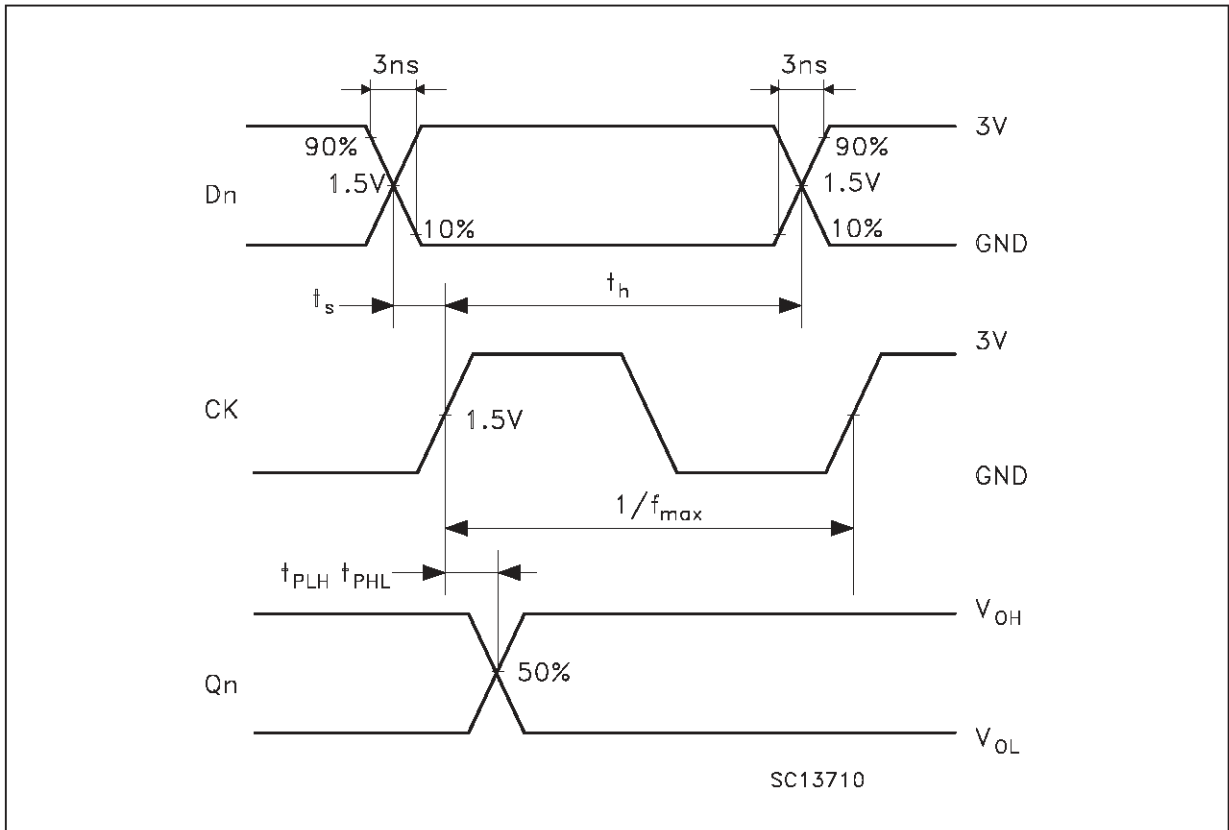 3ns 3ns
3V
90% 90%
Dn 1.5V 1.5V
10% 10%
GND
ts th
3V
CK 1.5V
GND
1/fmax
tPLH tPHL
VOH
Qn 50%
VOL
SC13710